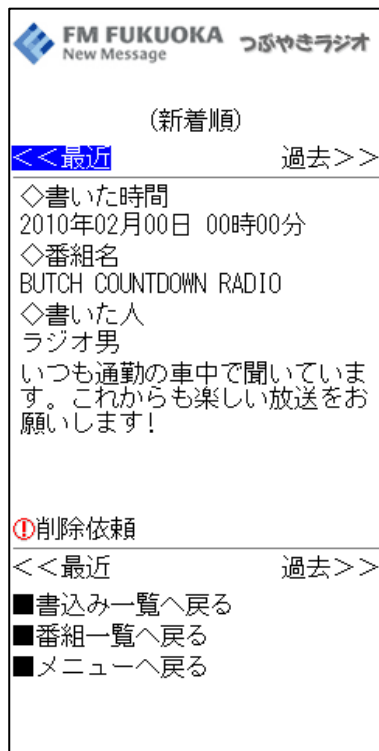 FM FUKUOKA つぶやきラジオ
New Message
(新着順)
<<最近 過去>>
◇書いた時間
2010年02月00日 00時00分
◇番組名
BUTCH COUNTDOWN RADIO
◇書いた人
ラジオ男
いつも通勤の車中で聞いていま
す。これからも楽しい放送をお
願いします!
!削除依頼
<<最近 過去>>
■書込み一覧へ戻る
■番組一覧へ戻る
■メニューへ戻る